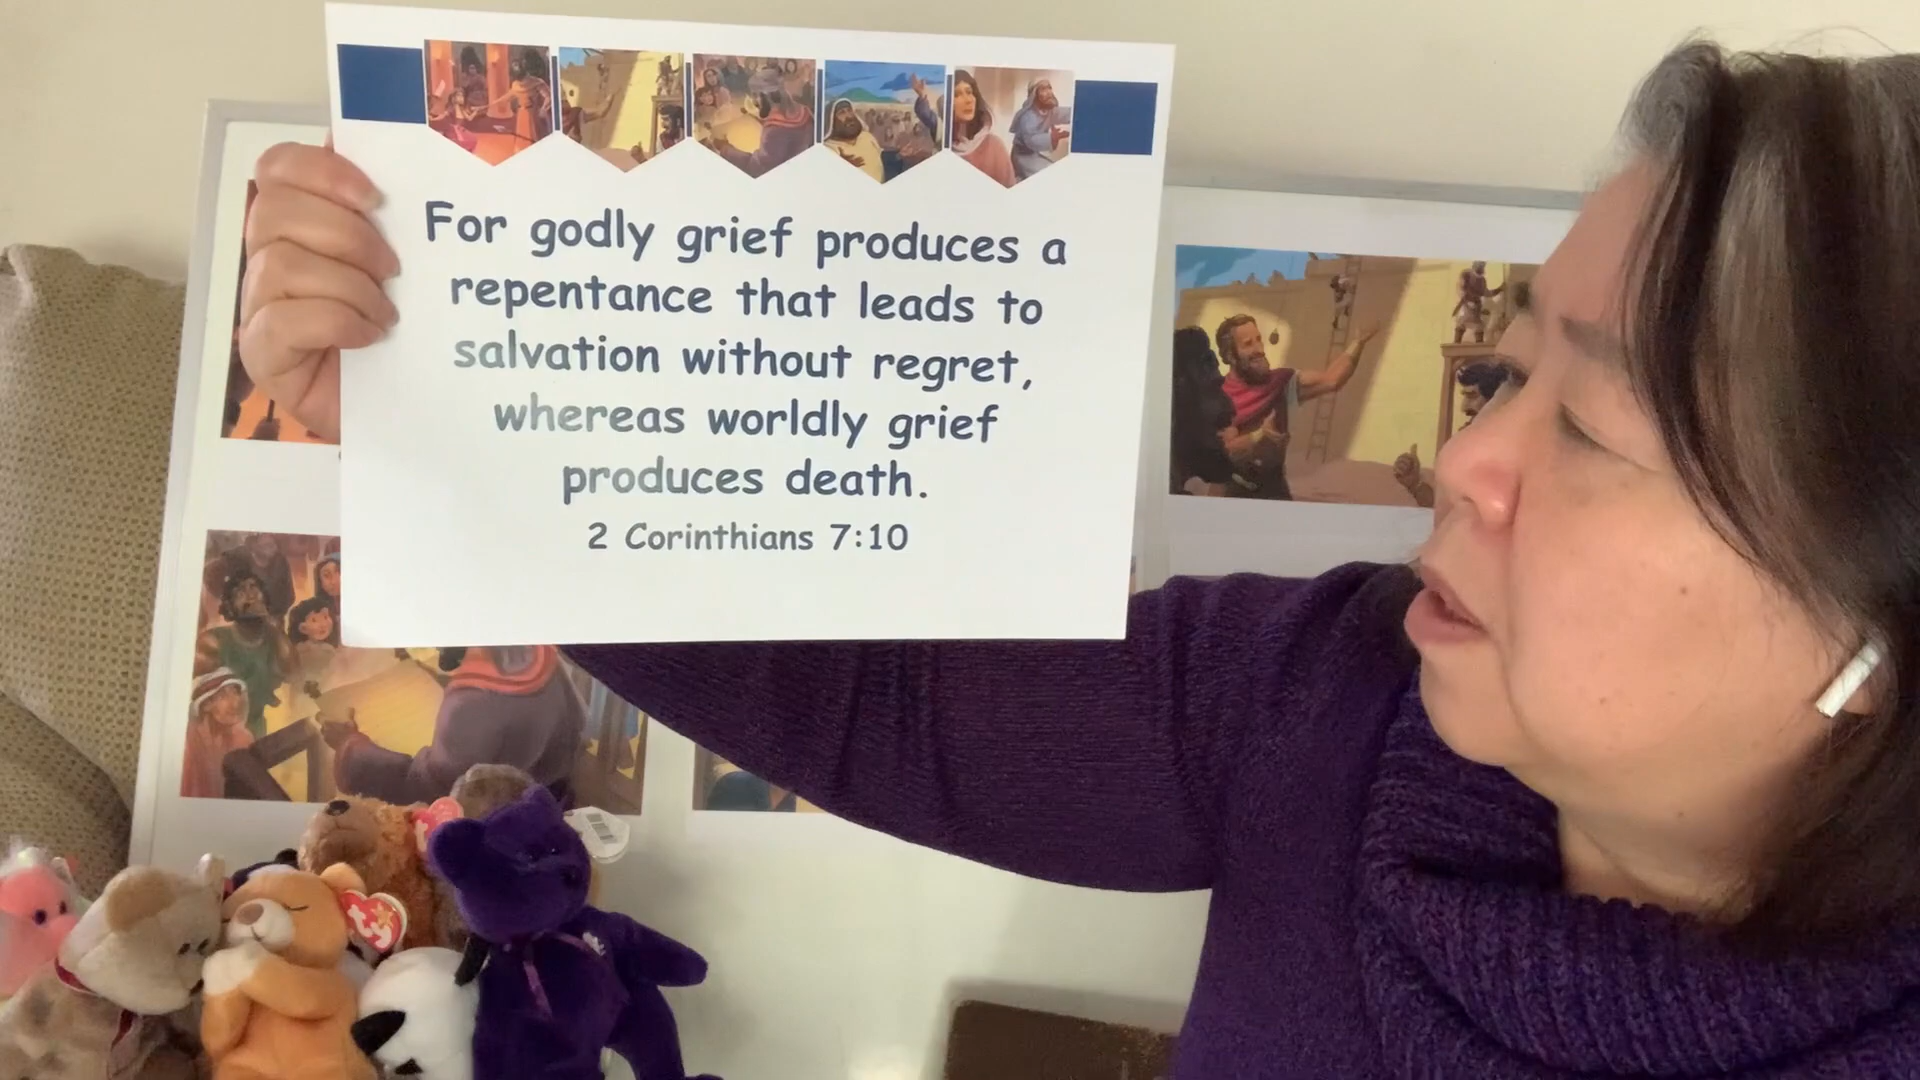 For godly grief produces a
repentance that leads to
salvation without regret,
whereas worldly grief
produces death.
2 Corinthians 7:10
ty